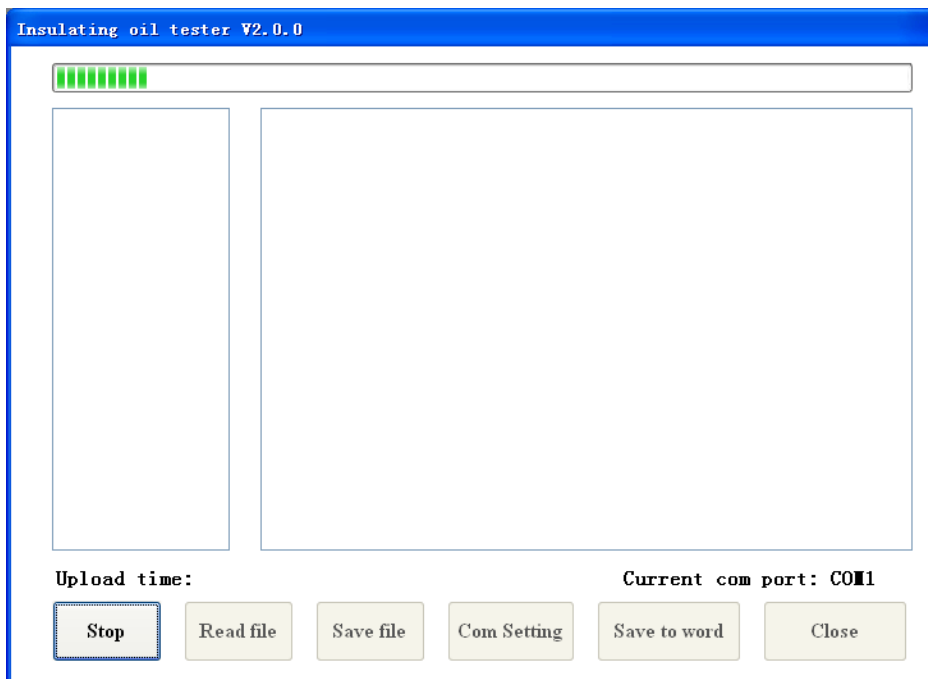 Insulating oil tester V2.0.0
Upload time:
Current com port: COM1
Stop
Read file
Save file
Com Setting
Save to word
Close